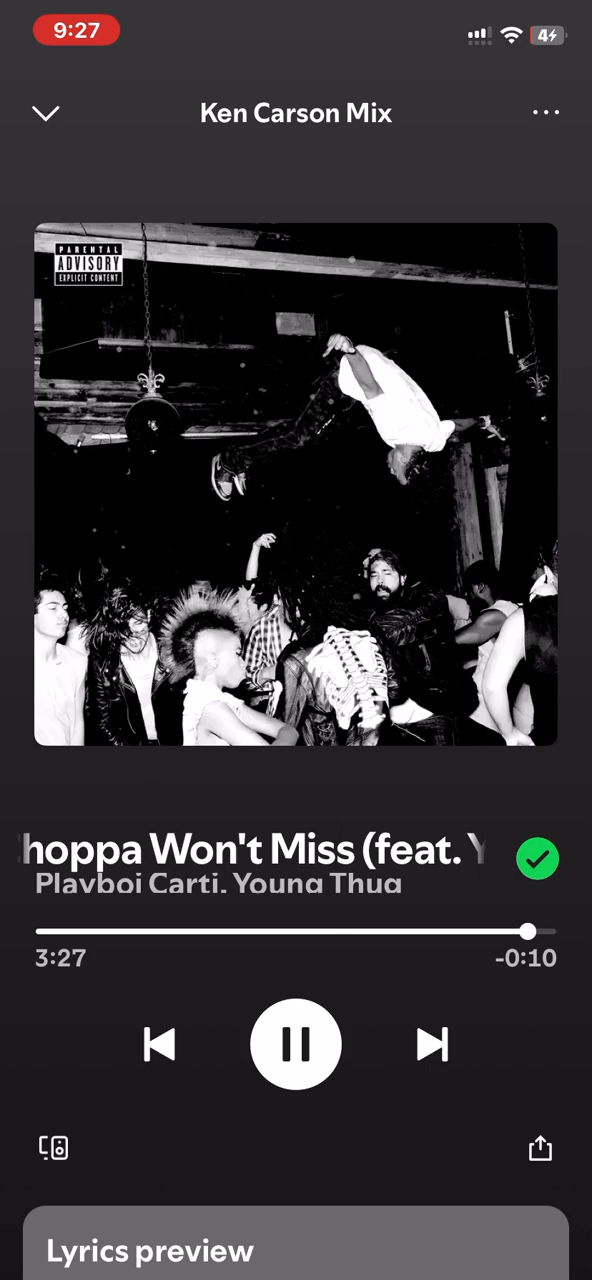 9:27
4
Ken Carson Mix
PARENTAL
ADVISORY
EXPLICIT CONTENT
hoppa Won't Miss (feat. Y
Playboi Carti, Young Thug
3:27
-0:10
Lyrics preview